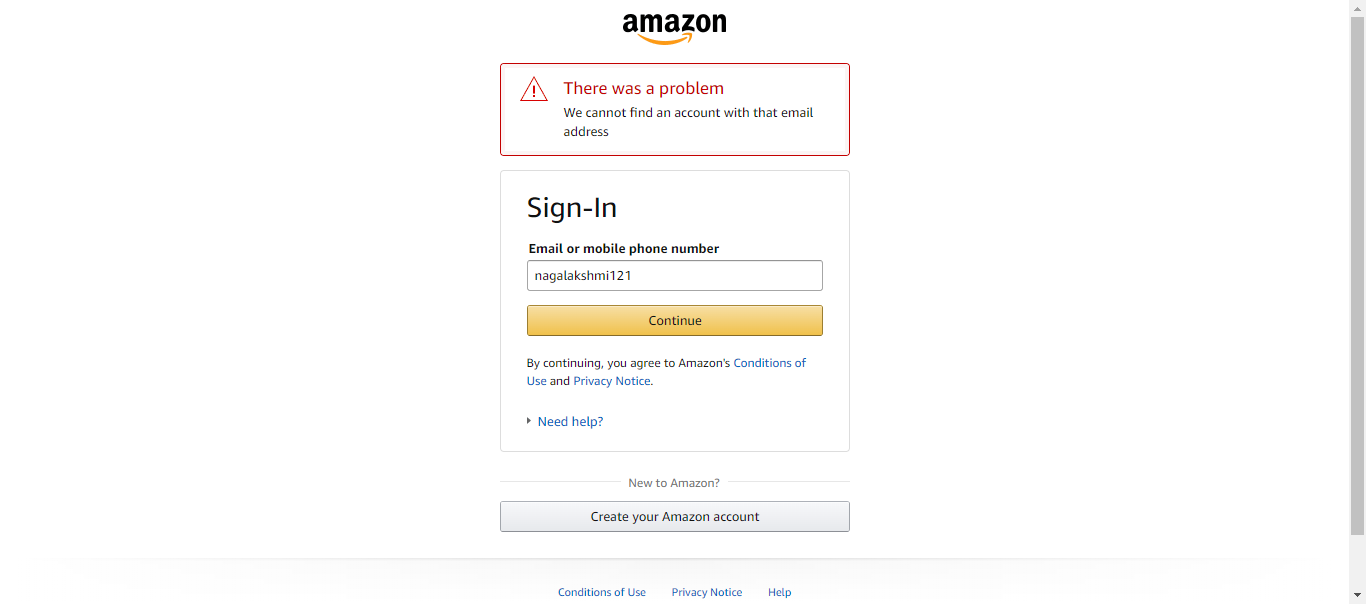 amazon
There was a problem
We cannot find an account with that email
address
Sign-In
Email or mobile phone number
nagalakshmi121
Continue
By continuing, you agree to Amazon's Conditions of
Use and Privacy Notice.
Need help?
New to Amazon?
Create your Amazon account
Conditions of Use Privacy Notice Help